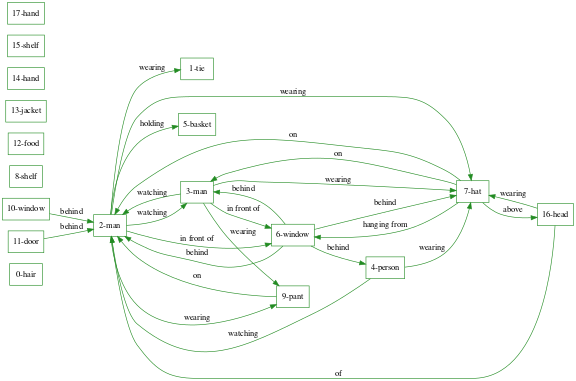 17-hand
15-shelf
14-hand
13-jacket
12-food
8-shelf
10-window
11-door
0-hair
behind
behind
2-man
wearing
1-tie
wearing
holding
5-basket
on
on
watching
watching
3-man
wearing
behind
in front of
wearing
in front of
behind
6-window
behind
hanging from
behind
4-person
wearing
7-hat
wearing
above
16-head
on
9-pant
wearing
watching
of